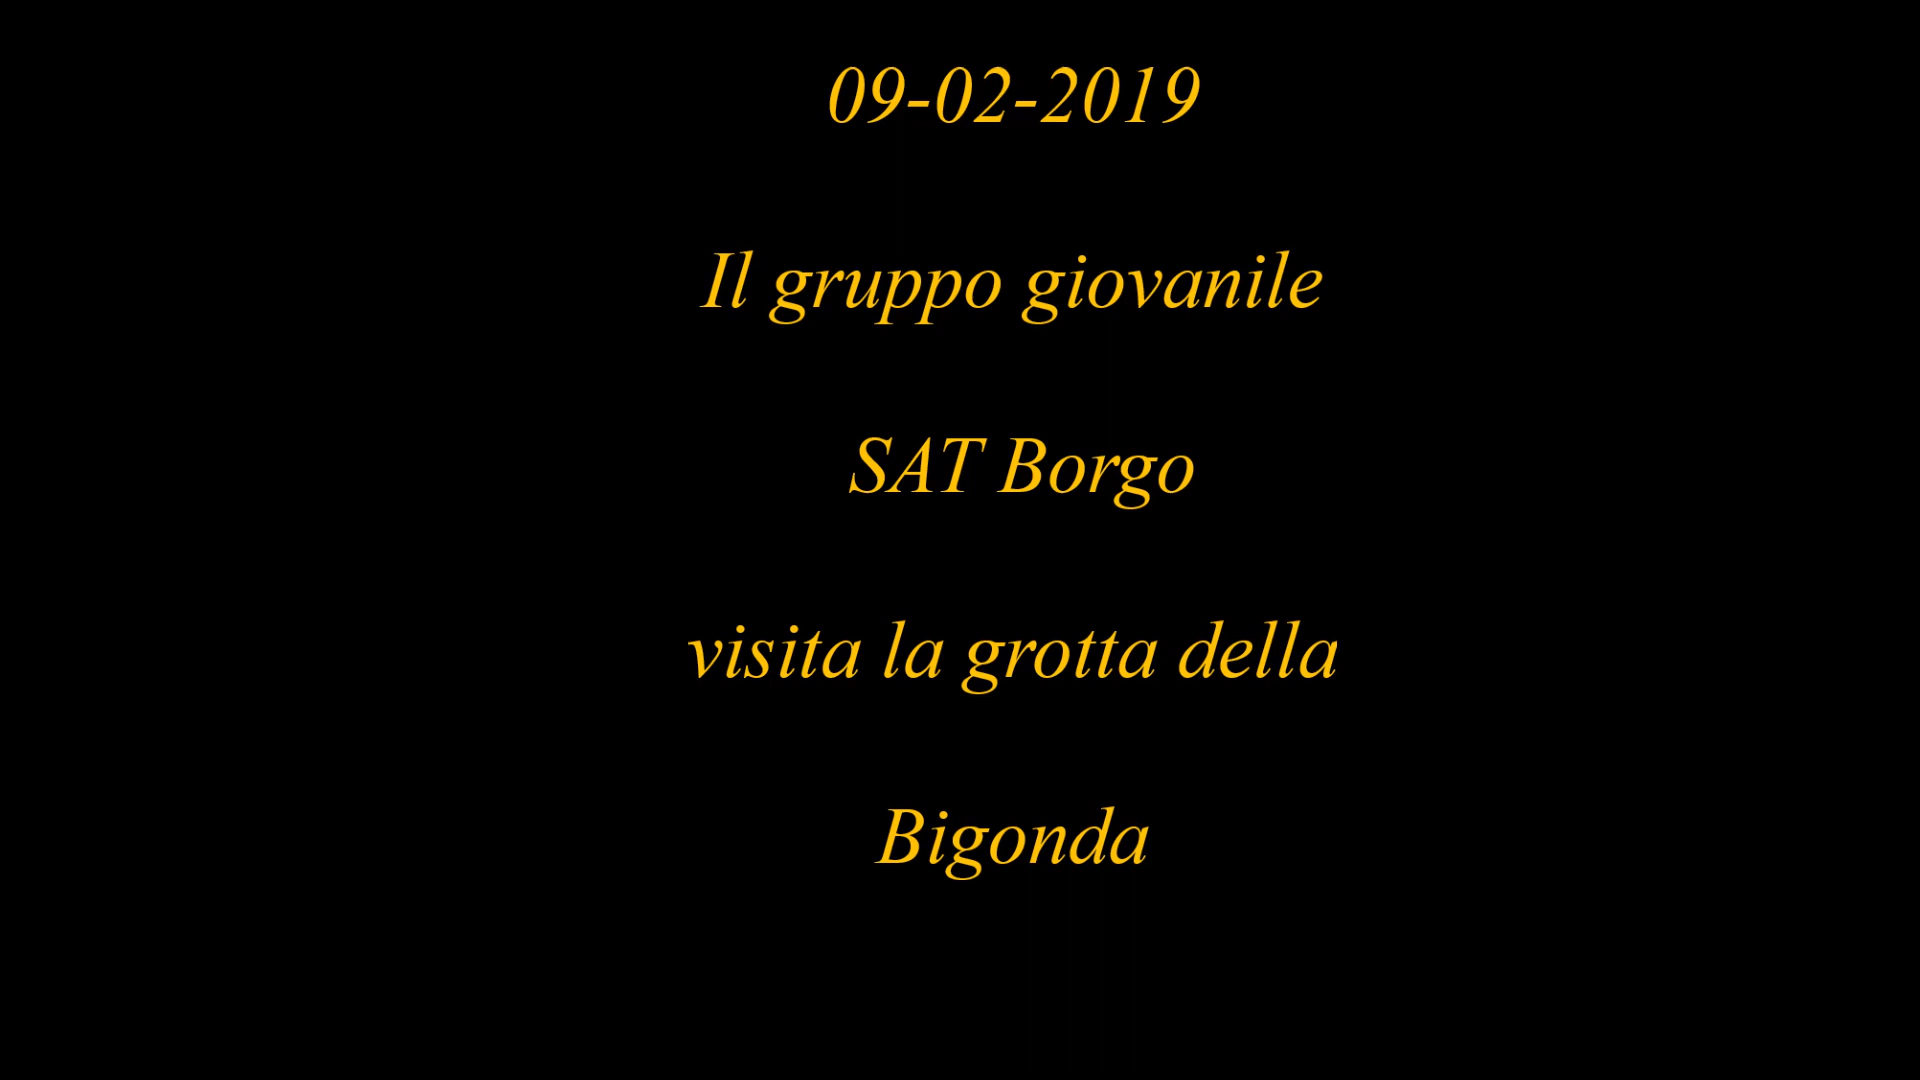 09-02-2019
Il gruppo giovanile
SAT Borgo
visita la grotta della
Bigonda